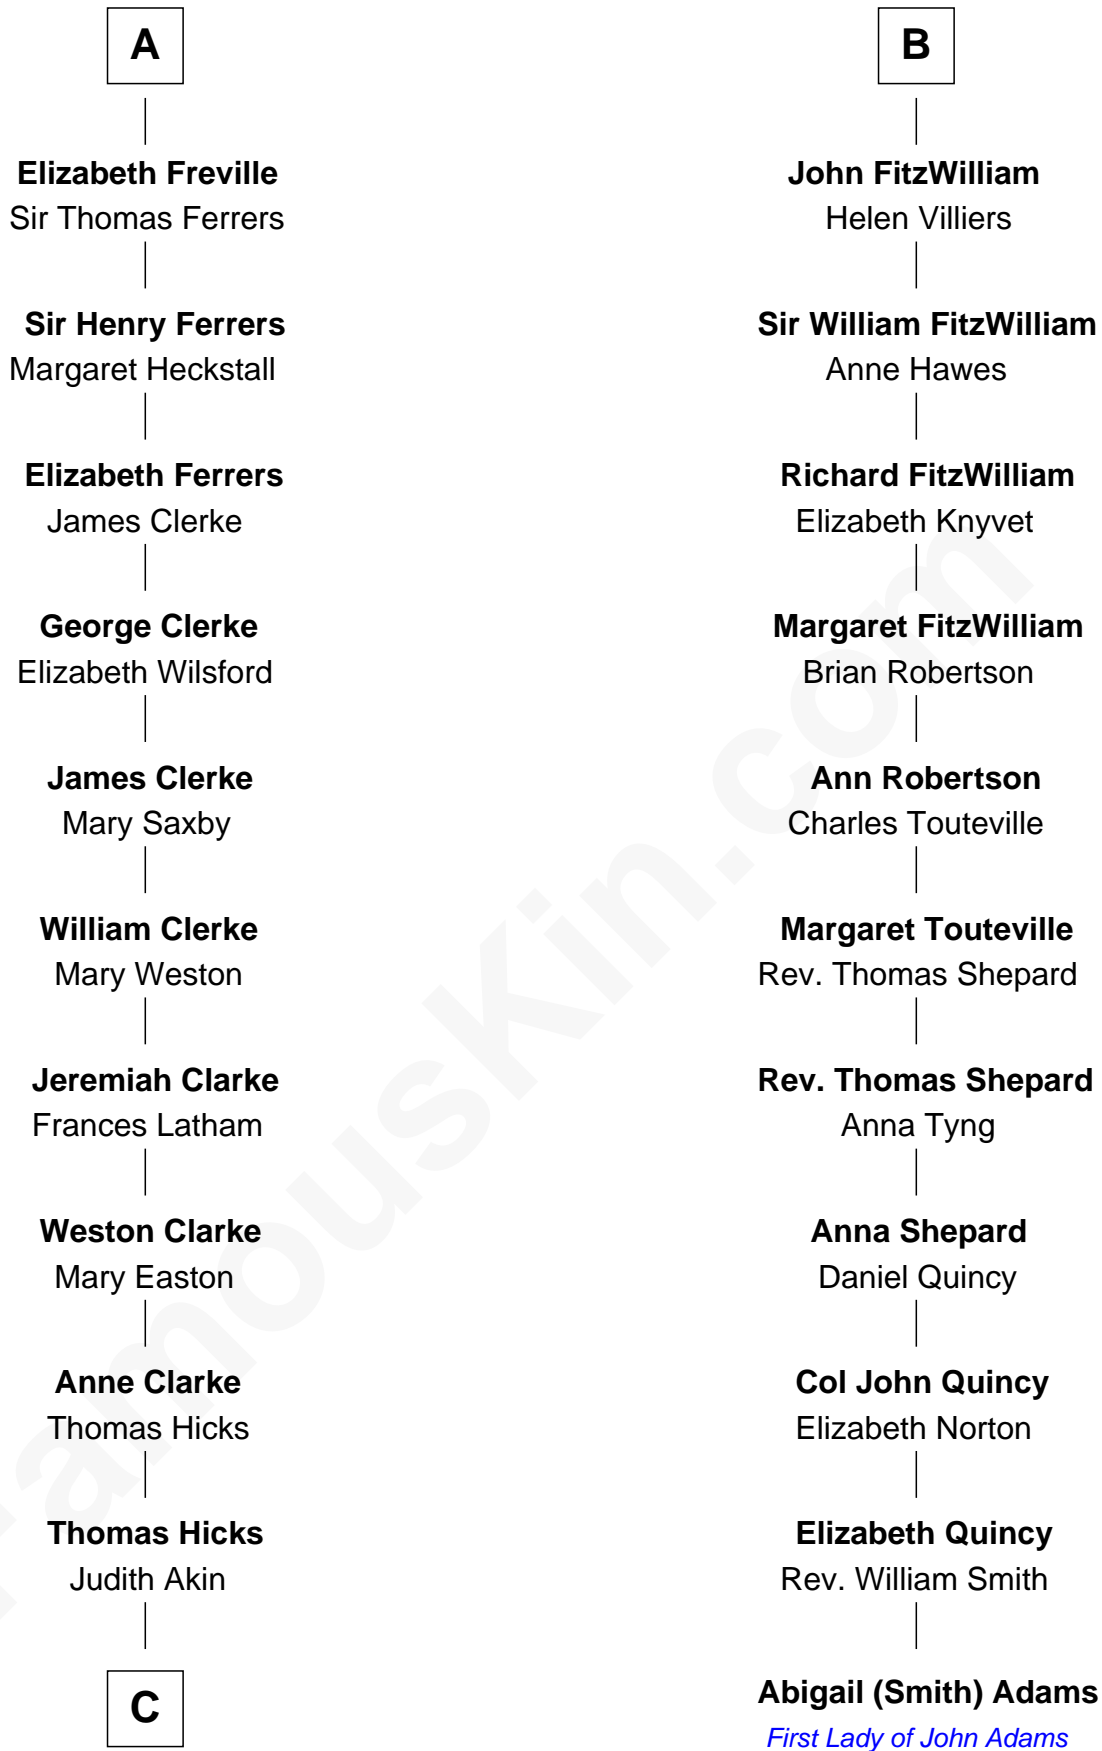 A
Elizabeth Freville
Sir Thomas Ferrers
Sir Henry Ferrers
Margaret Heckstall
Elizabeth Ferrers
James Clerke
George Clerke
Elizabeth Wilsford
James Clerke
Mary Saxby
William Clerke
Mary Weston
Jeremiah Clarke
Frances Latham
Weston Clarke
Mary Easton
Anne Clarke
Thomas Hicks
Thomas Hicks
Judith Akin
C
B
John FitzWilliam
Helen Villiers
Sir William FitzWilliam
Anne Hawes
Richard FitzWilliam
Elizabeth Knyvet
Margaret FitzWilliam
Brian Robertson
Ann Robertson
Charles Touteville
Margaret Touteville
Rev. Thomas Shepard
Rev. Thomas Shepard
Anna Tyng
Anna Shepard
Daniel Quincy
Col John Quincy
Elizabeth Norton
Elizabeth Quincy
Rev. William Smith
Abigail (Smith) Adams
First Lady of John Adams
FamousKin.com